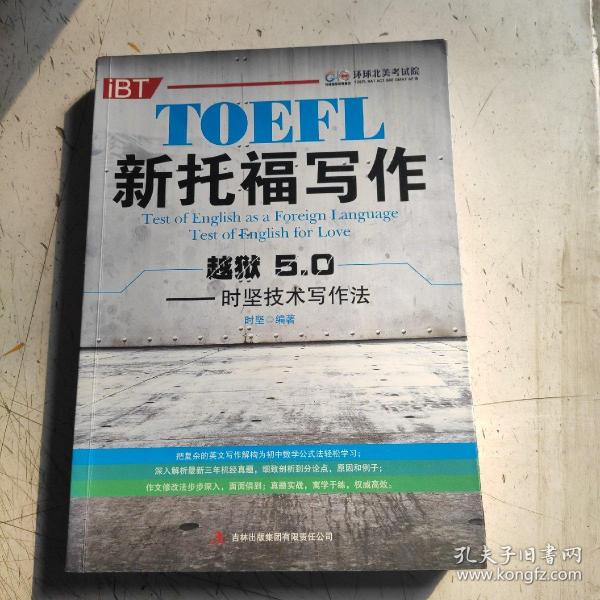 iBT
环球北美考试院
TOEFL
新托福写作
Test of English as a Foreign Language
Test of English for Love
越狱 5.0
——时坚技术写作法
时坚 编著
把复杂的英文写作解构为初中数学公式法轻松学习;
深入解析最新三年机经真题,细致剖析到分论点、原因和例子;
作文修改法步步深入,面面俱到;真题实战,寓学于练,权威高效。
吉林出版集团有限责任公司
孔夫子旧书网
www.kongfz.com